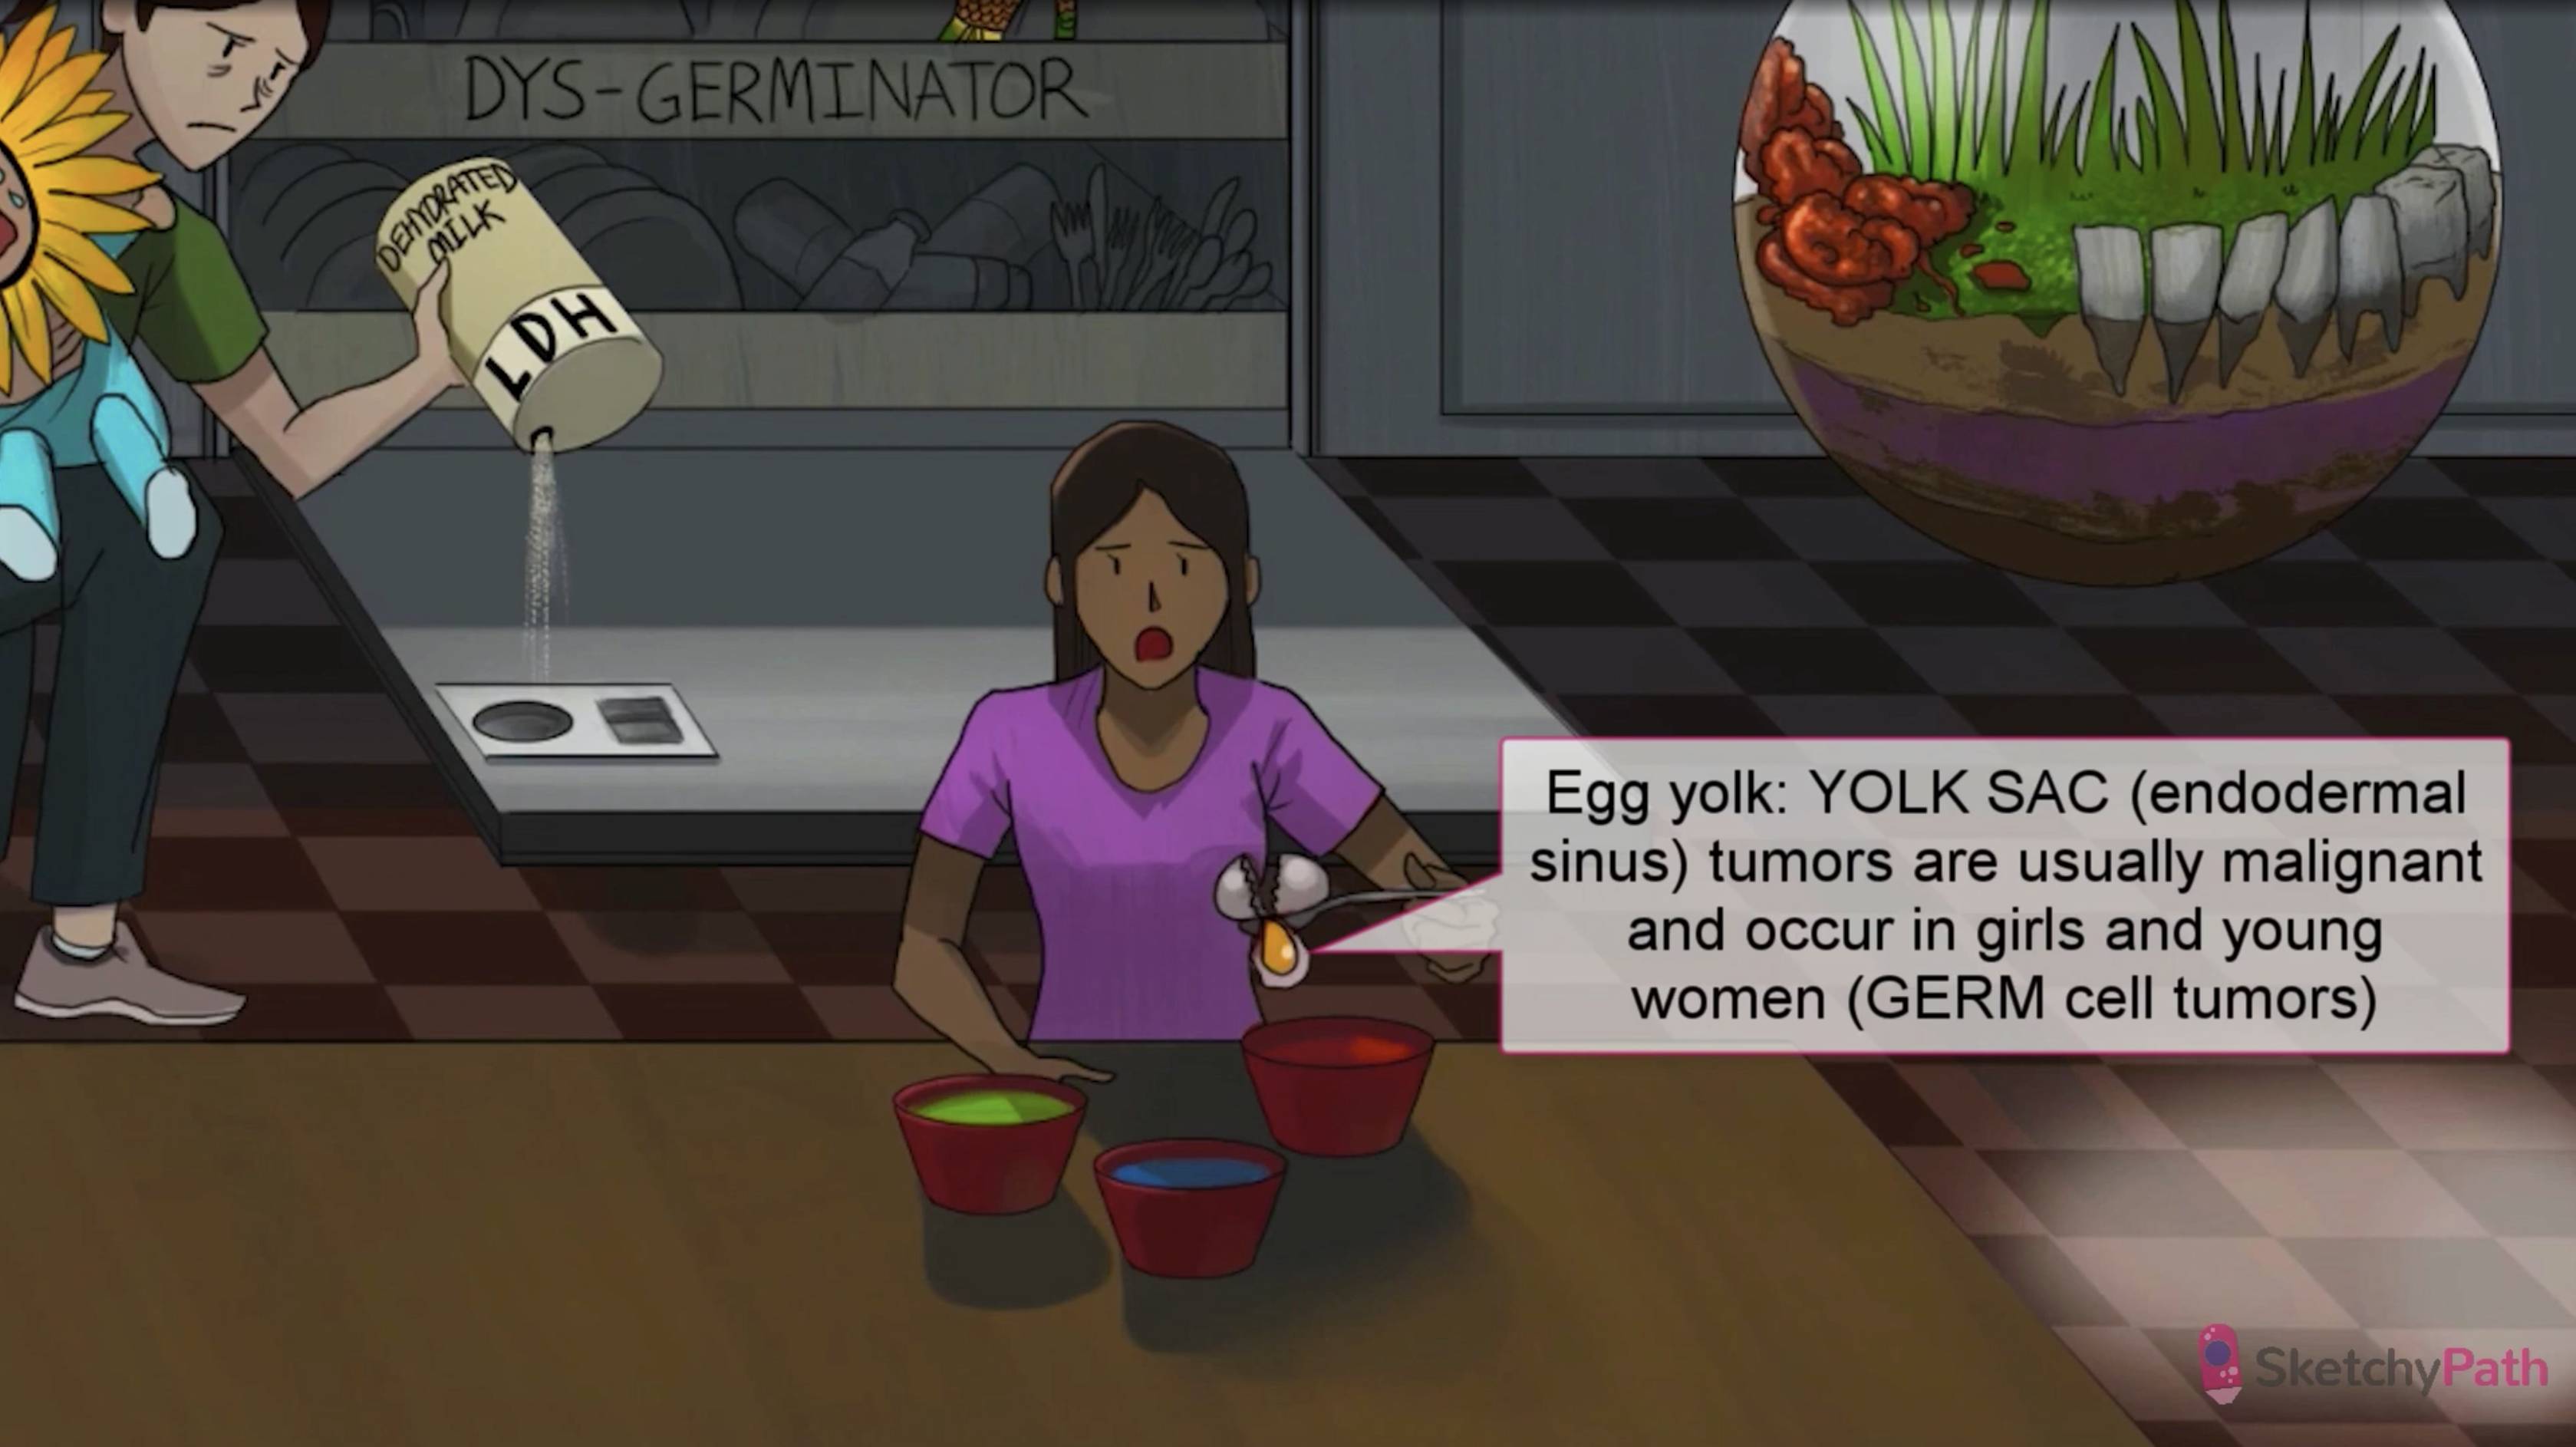 DYS-GERMINATOR
DEHYDRATED
MILK
LDH
Egg yolk: YOLK SAC (endodermal
sinus) tumors are usually malignant
and occur in girls and young
women (GERM cell tumors)
SketchyPath